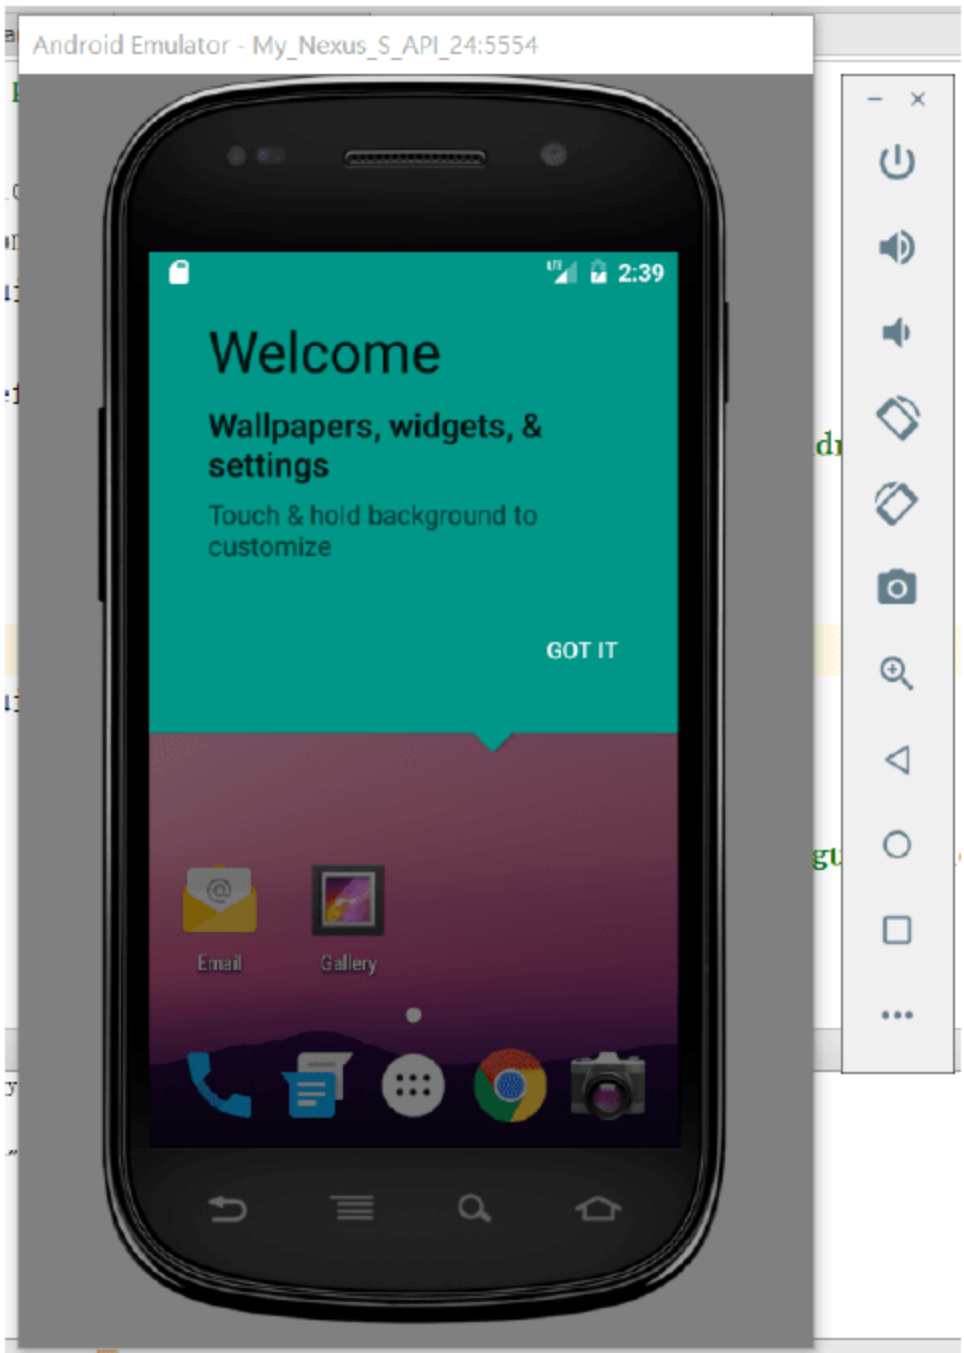 Android Emulator - My_Nexus_S_API_24:5554
LTE 2:39
Welcome
Wallpapers, widgets, &
settings
Touch & hold background to
customize
GOT IT
Email Gallery